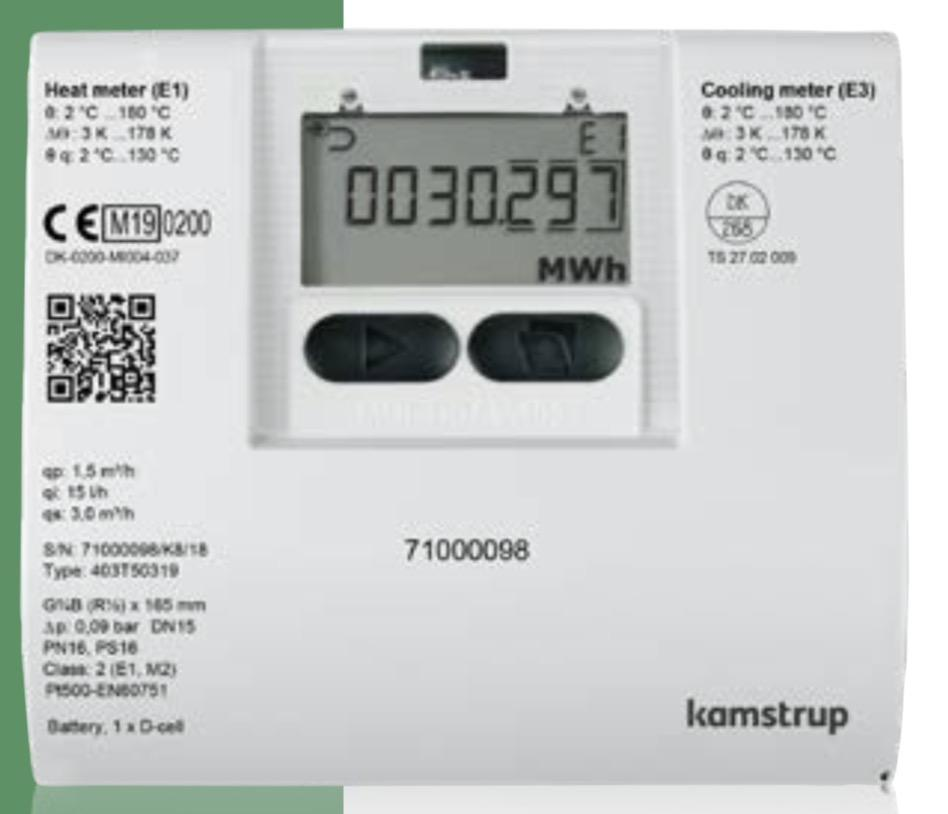 Heat meter (E1)
θ: 2 °C ...180 °C
ΔΘ: 3 K ...178 K
θ q: 2 °C...130 °C
CE M19 0200
DK-0200-MI004-037
E1
0030.297
MWh
Cooling meter (E3)
θ: 2 °C ...180 °C
ΔΘ: 3 K ...178 K
θ q: 2 °C...130 °C
DK
268
TS 27.02 009
qp: 1,5 m³/h
qi: 15 l/h
qs: 3,0 m³/h
S/N: 71000098/K8/18
Type: 403T50319
G¾B (R½) x 165 mm
Δp: 0,09 bar DN15
PN16, PS16
Class: 2 (E1, M2)
Pt500-EN60751
Battery, 1 x D-cell
71000098
kamstrup